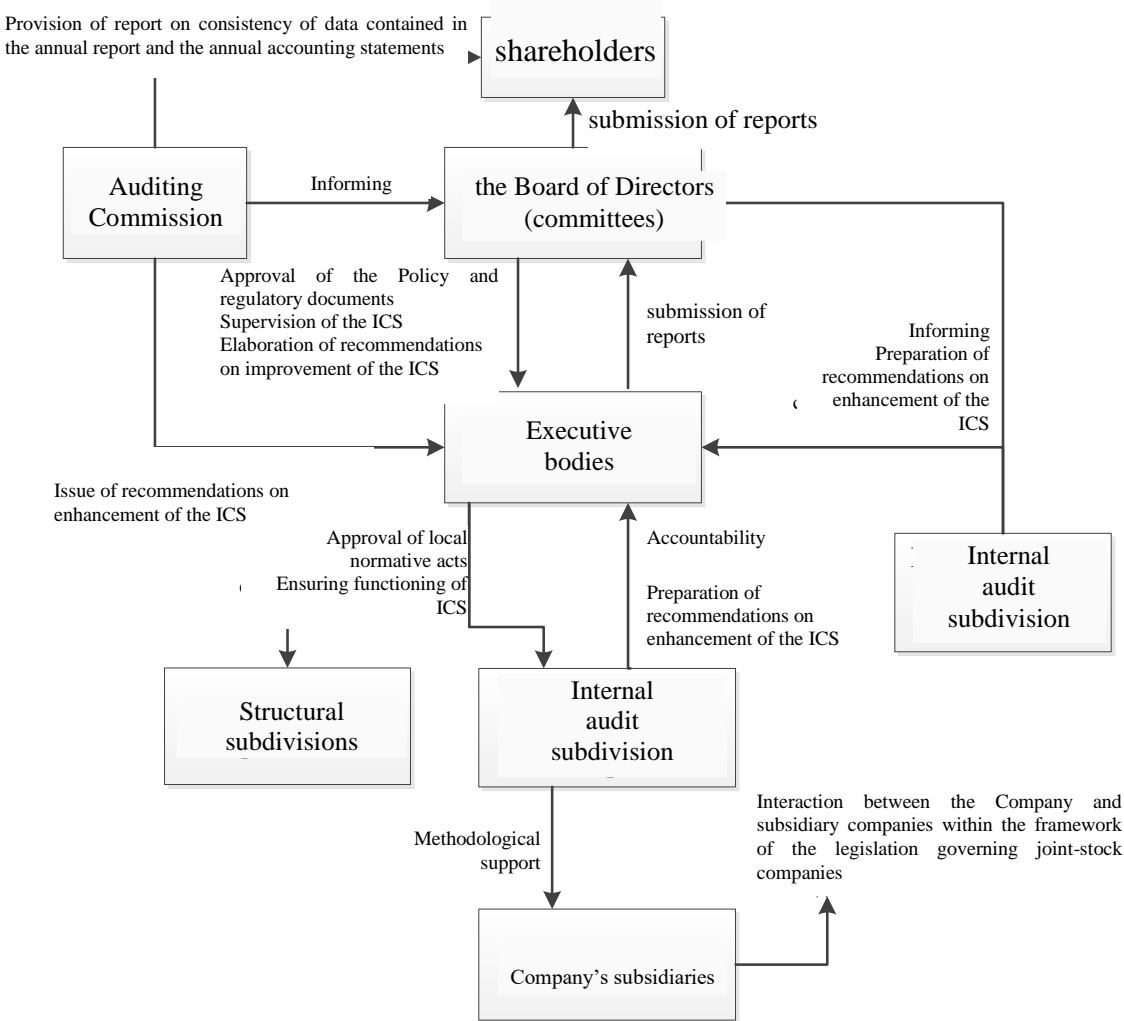 Provision of report on consistency of data contained in
the annual report and the annual accounting statements
shareholders
submission of reports
Auditing
Commission
Informing
the Board of Directors
(committees)
Approval of the Policy and
regulatory documents
Supervision of the ICS
Elaboration of recommendations
on improvement of the ICS
submission of
reports
Informing
Preparation of
recommendations on
enhancement of the
ICS
Executive
bodies
Issue of recommendations on
enhancement of the ICS
Approval of local
normative acts
Ensuring functioning of
ICS
Accountability
Preparation of
recommendations on
enhancement of the ICS
Internal
audit
subdivision
Structural
subdivisions
Internal
audit
subdivision
Methodological
support
Interaction between the Company and
subsidiary companies within the framework
of the legislation governing joint-stock
companies
Company’s subsidiaries